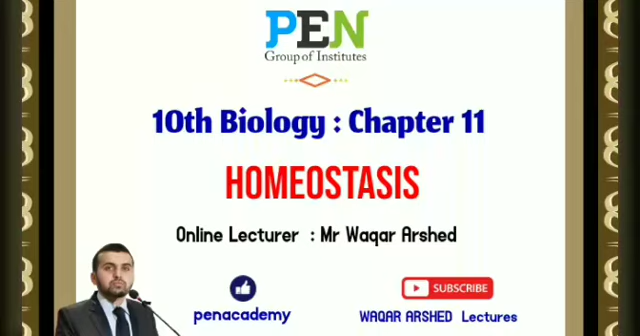 PEN
Group of Institutes
10th Biology : Chapter 11
HOMEOSTASIS
Online Lecturer : Mr Waqar Arshed
SUBSCRIBE
penacademy
WAQAR ARSHED Lectures